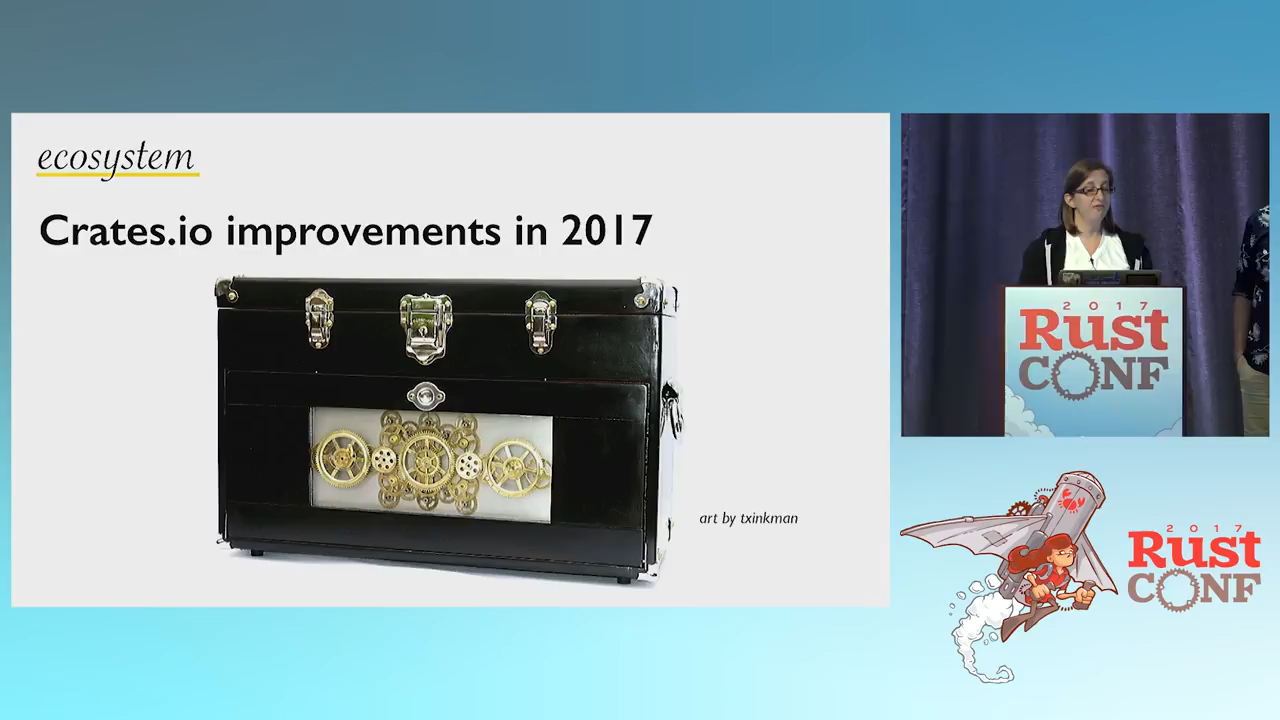 ecosystem
Crates.io improvements in 2017
art by txinkman
2017
Rust
CONF
2017
Rust
CONF